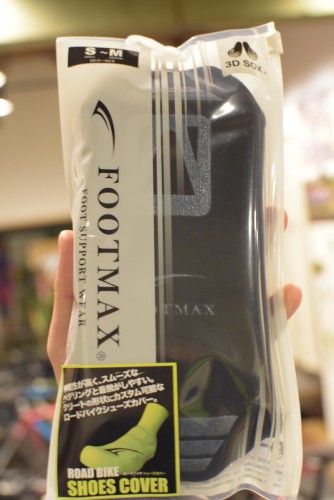 S~M
3D SOX
FOOTMAX®
FOOT SUPPORT WEAR
FOOTMAX
性が高く、スムーズな
ペダリングと着脱がしやすい。
クリートの形状にカスタム可能な
ロードバイクシューズカバー。
ROAD BIKE
SHOES COVER